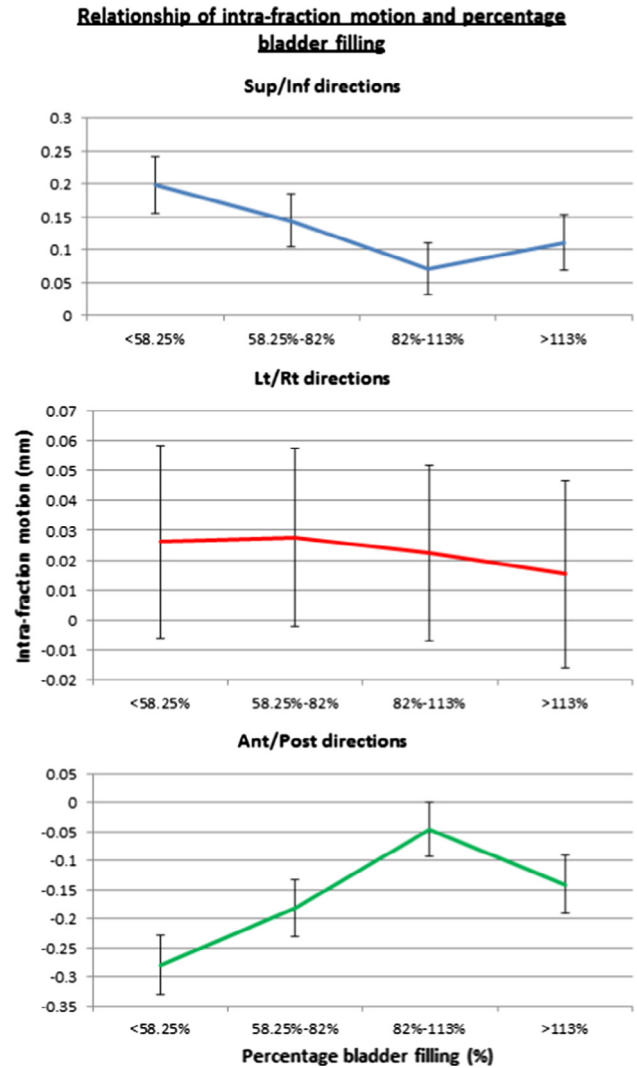 Relationship of intra-fraction motion and percentage
bladder filling
Sup/Inf directions
0.3
0.25
0.2
0.15
0.1
0.05
0
<58.25% 58.25%-82% 82%-113% >113%
Lt/Rt directions
Intra-fraction motion (mm)
0.07
0.06
0.05
0.04
0.03
0.02
0.01
0
-0.01
-0.02
<58.25% 58.25%-82% 82%-113% >113%
Ant/Post directions
0.05
0
-0.05
-0.1
-0.15
-0.2
-0.25
-0.3
-0.35
<58.25% 58.25%-82% 82%-113% >113%
Percentage bladder filling (%)